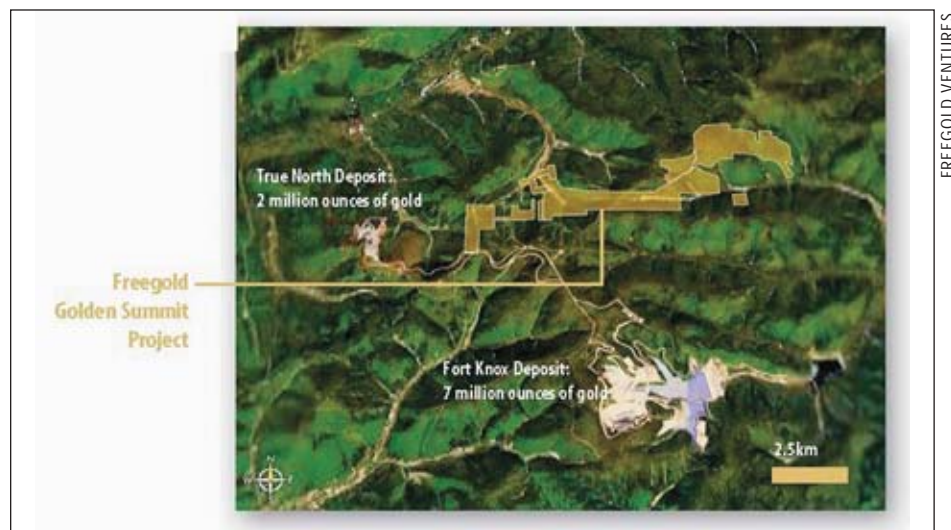 FREEGOLD VENTURES
True North Deposit:
2 million ounces of gold
Freegold
Golden Summit
Project
Fort Knox Deposit:
7 million ounces of gold
2.5km
N